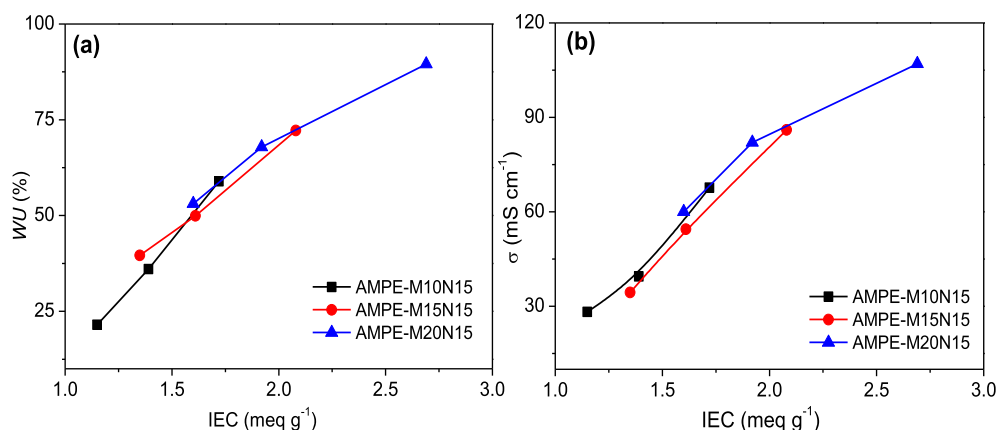 (a)
100
75
50
25
WU (%)
1.0 1.5 2.0 2.5 3.0
IEC (meq g⁻¹)
AMPE-M10N15
AMPE-M15N15
AMPE-M20N15
(b)
120
90
60
30
σ (mS cm⁻¹)
1.0 1.5 2.0 2.5 3.0
IEC (meq g⁻¹)
AMPE-M10N15
AMPE-M15N15
AMPE-M20N15